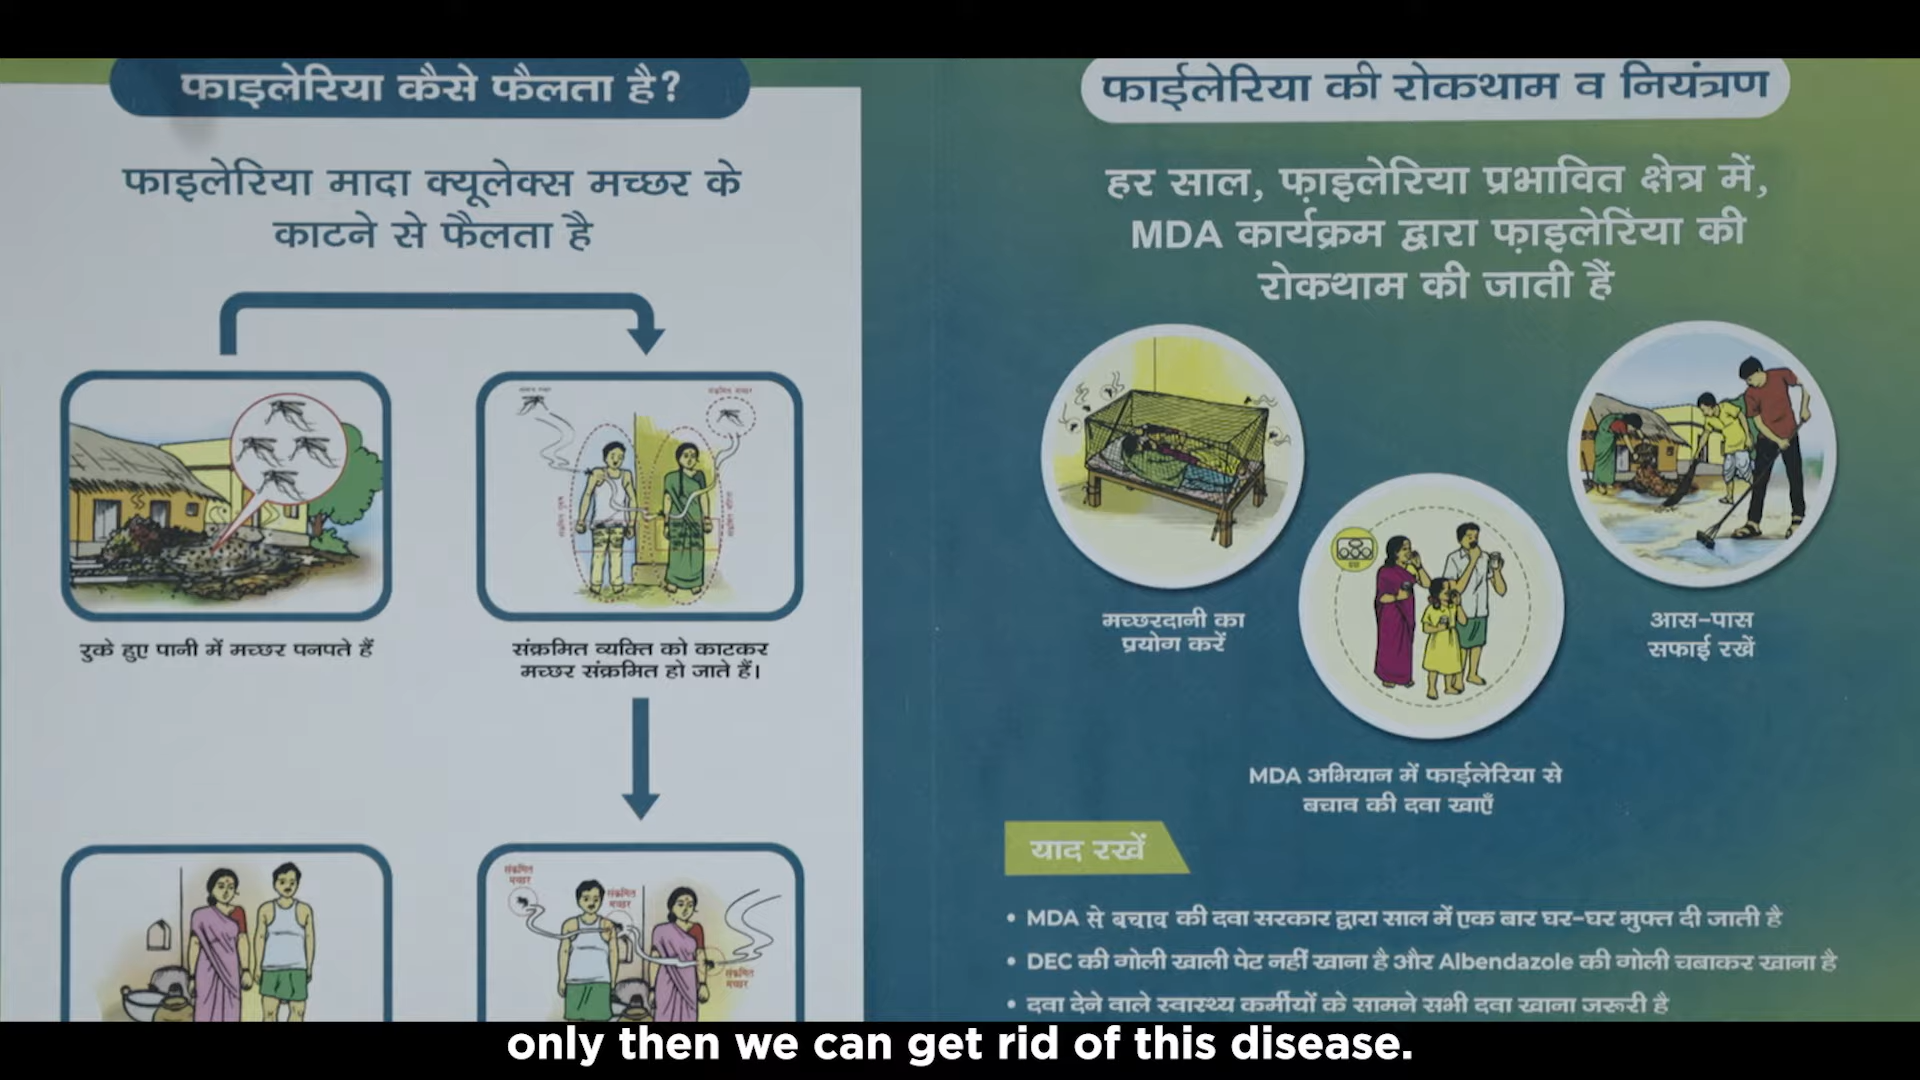 फाइलेरिया कैसे फैलता है?
फाइलेरिया मादा क्यूलेक्स मच्छर के
काटने से फैलता है
रुके हुए पानी में मच्छर पनपते हैं
संक्रमित मच्छर
संक्रमित व्यक्ति को काटकर
मच्छर संक्रमित हो जाते हैं।
संक्रमित
मच्छर
संक्रमित
मच्छर
संक्रमित
मच्छर
फाईलेरिया की रोकथाम व नियंत्रण
हर साल, फ़ाइलेरिया प्रभावित क्षेत्र में,
MDA कार्यक्रम द्वारा फ़ाइलेरिया की
रोकथाम की जाती हैं
मच्छरदानी का
प्रयोग करें
आस-पास
सफाई रखें
MDA अभियान में फाईलेरिया से
बचाव की दवा खाएँ
याद रखें
• MDA से बचाव की दवा सरकार द्वारा साल में एक बार घर-घर मुफ्त दी जाती है
• DEC की गोली खाली पेट नहीं खाना है और Albendazole की गोली चबाकर खाना है
• दवा देने वाले स्वास्थ्य कर्मीयों के सामने सभी दवा खाना जरूरी है
only then we can get rid of this disease.